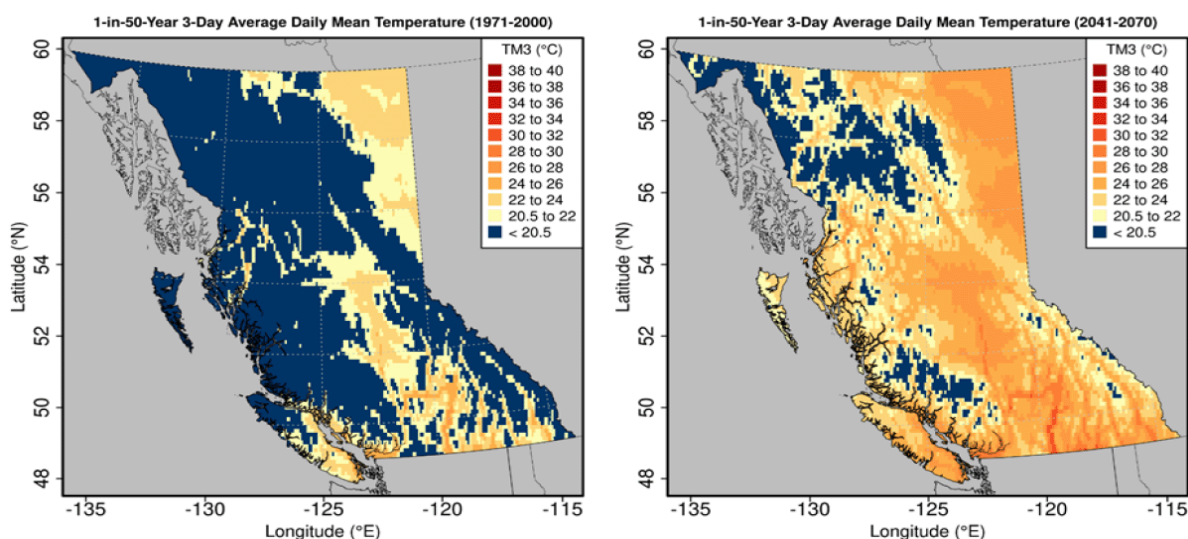 1-in-50-Year 3-Day Average Daily Mean Temperature (1971-2000)
60
58
56
54
52
50
48
Latitude (°N)
-135
-130
-125
-120
-115
Longitude (°E)
TM3 (°C)
38 to 40
36 to 38
34 to 36
32 to 34
30 to 32
28 to 30
26 to 28
24 to 26
22 to 24
20.5 to 22
< 20.5
1-in-50-Year 3-Day Average Daily Mean Temperature (2041-2070)
60
58
56
54
52
50
48
Latitude (°N)
-135
-130
-125
-120
-115
Longitude (°E)
TM3 (°C)
38 to 40
36 to 38
34 to 36
32 to 34
30 to 32
28 to 30
26 to 28
24 to 26
22 to 24
20.5 to 22
< 20.5